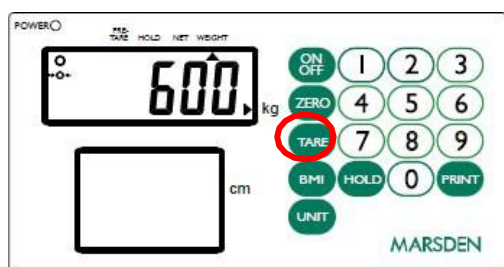 POWER
PRE-TARE HOLD NET WEIGHT
600 kg
cm
ON OFF 1 2 3
ZERO 4 5 6
TARE 7 8 9
BMI HOLD 0 PRINT
UNIT
MARSDEN